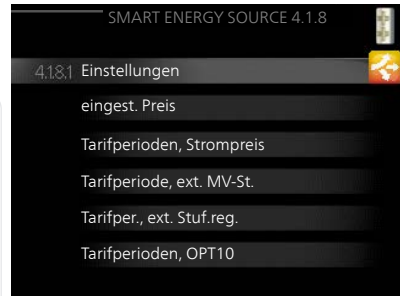 SMART ENERGY SOURCE 4.1.8
4.1.8.1 Einstellungen
eingest. Preis
Tarifperioden, Strompreis
Tarifperiode, ext. MV-St.
Tarifper., ext. Stuf.reg.
Tarifperioden, OPT10